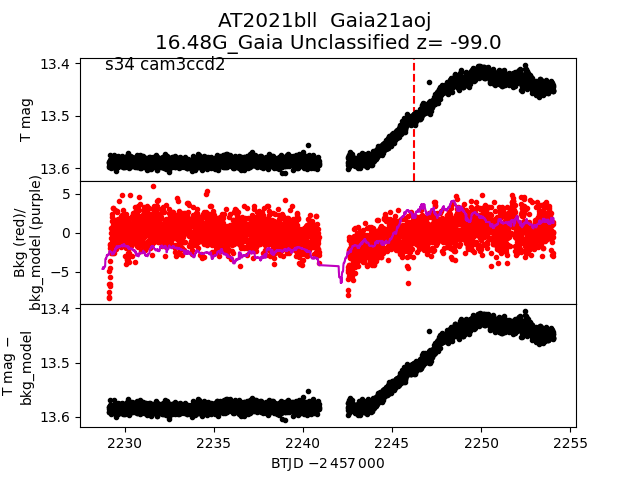 AT2021bll Gaia21aoj
16.48G_Gaia Unclassified z= -99.0
s34 cam3ccd2
13.4
13.5
13.6
T mag
5
0
−5
Bkg (red)/
bkg_model (purple)
13.4
13.5
13.6
T mag −
bkg_model
2230 2235 2240 2245 2250 2255
BTJD −2 457 000